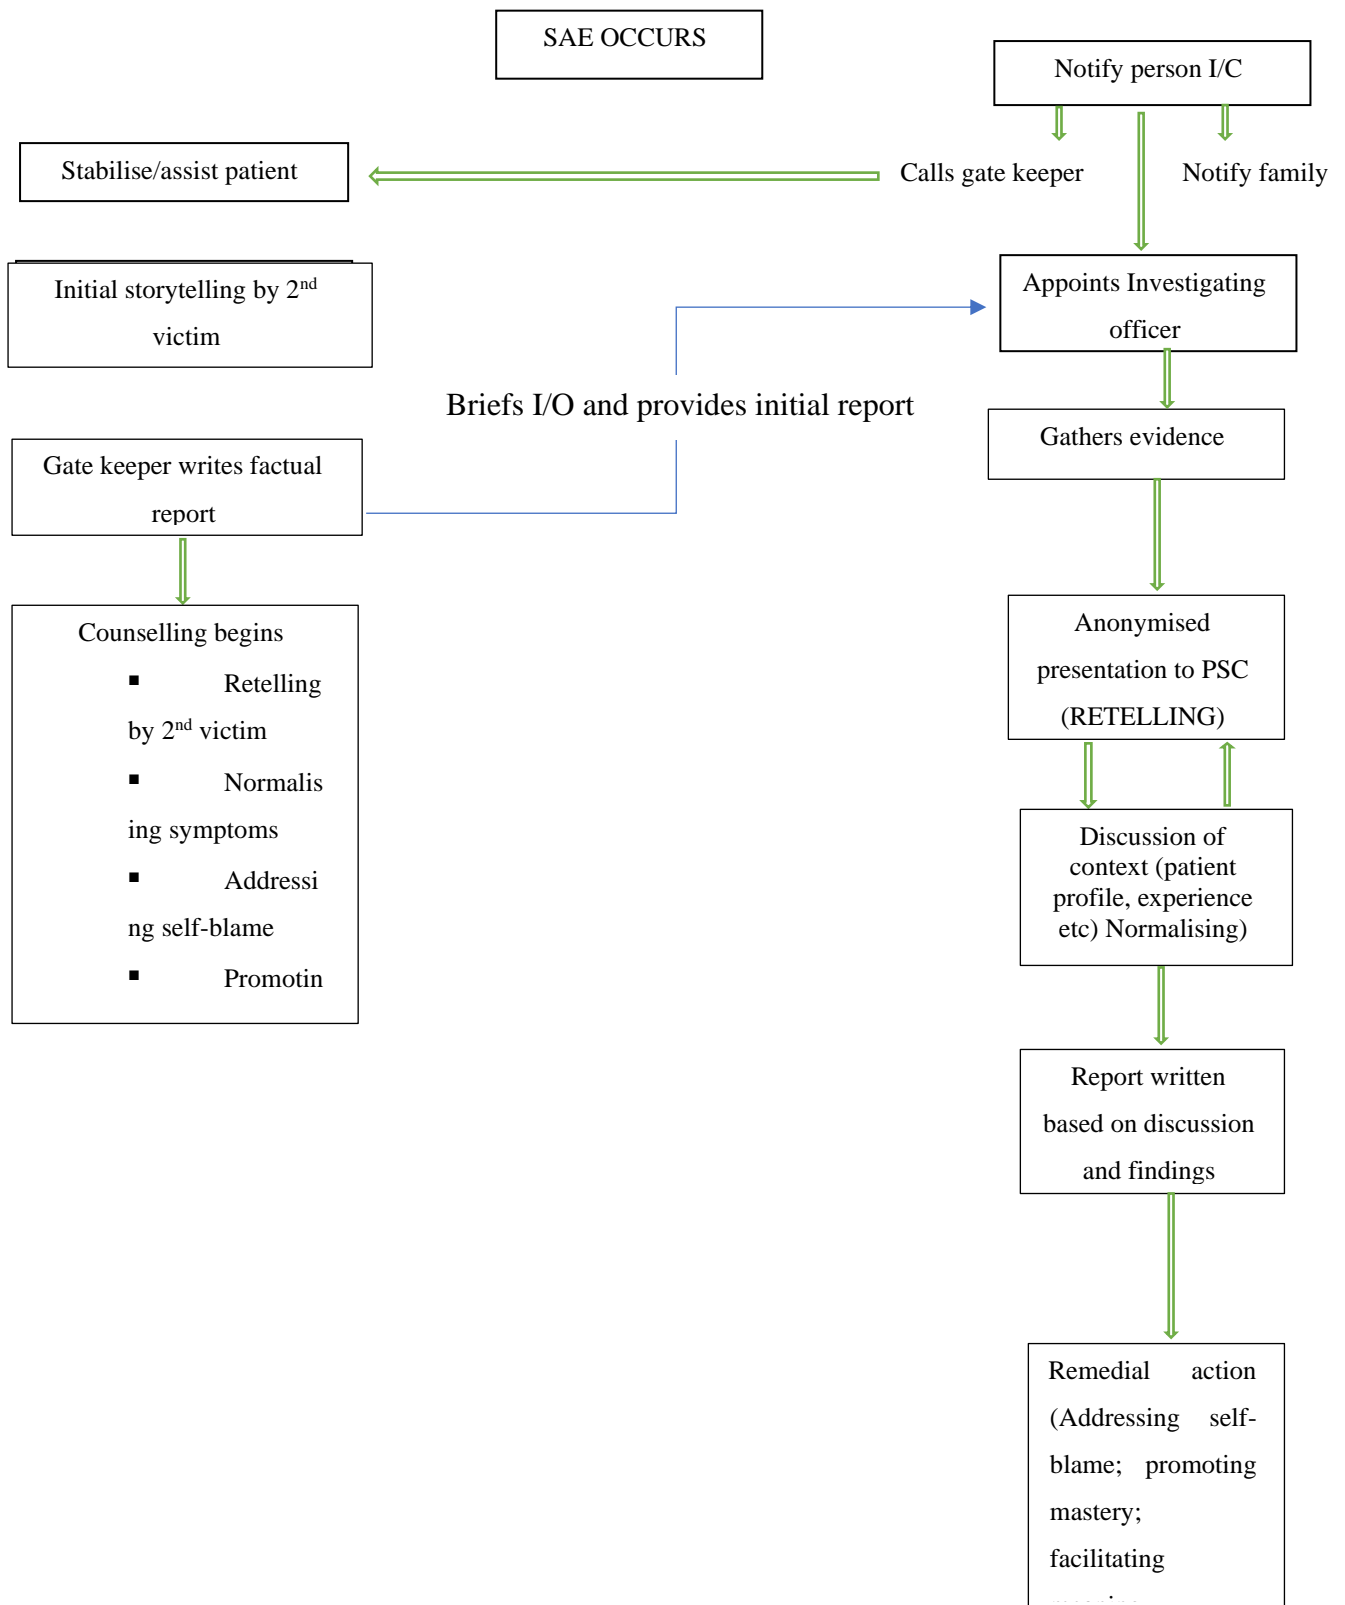 SAE OCCURS
Notify person I/C
Stabilise/assist patient
Calls gate keeper
Notify family
Initial storytelling by 2nd
victim
Appoints Investigating
officer
Briefs I/O and provides initial report
Gathers evidence
Gate keeper writes factual
report
Counselling begins
▪ Retelling
by 2nd victim
▪ Normalis
ing symptoms
▪ Addressi
ng self-blame
▪ Promotin
Anonymised
presentation to PSC
(RETELLING)
Discussion of
context (patient
profile, experience
etc) Normalising)
Report written
based on discussion
and findings
Remedial action
(Addressing self-
blame; promoting
mastery;
facilitating